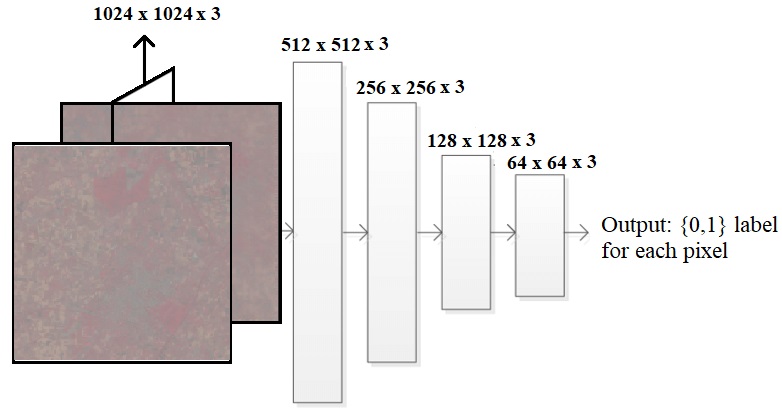 1024 x 1024 x 3
512 x 512 x 3
256 x 256 x 3
128 x 128 x 3
64 x 64 x 3
Output: {0,1} label
for each pixel